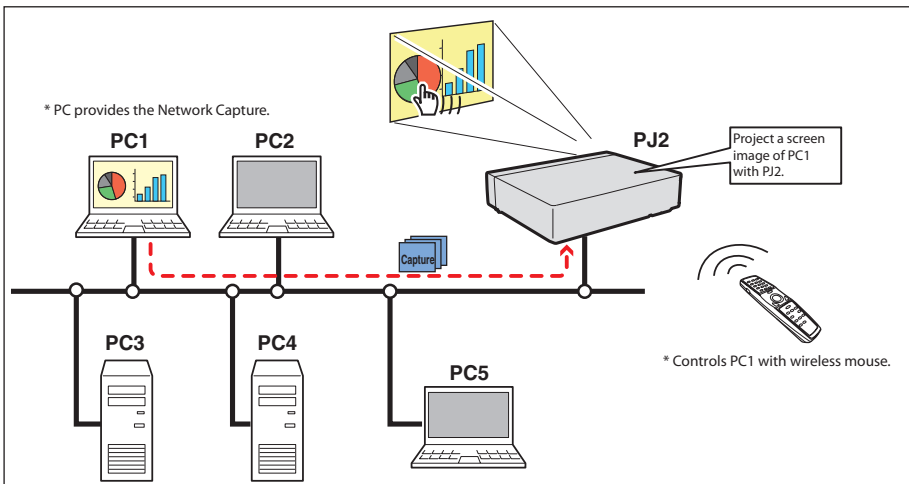 * PC provides the Network Capture.
PC1
PC2
PJ2
Project a screen
image of PC1
with PJ2.
Capture
PC3
PC4
PC5
* Controls PC1 with wireless mouse.